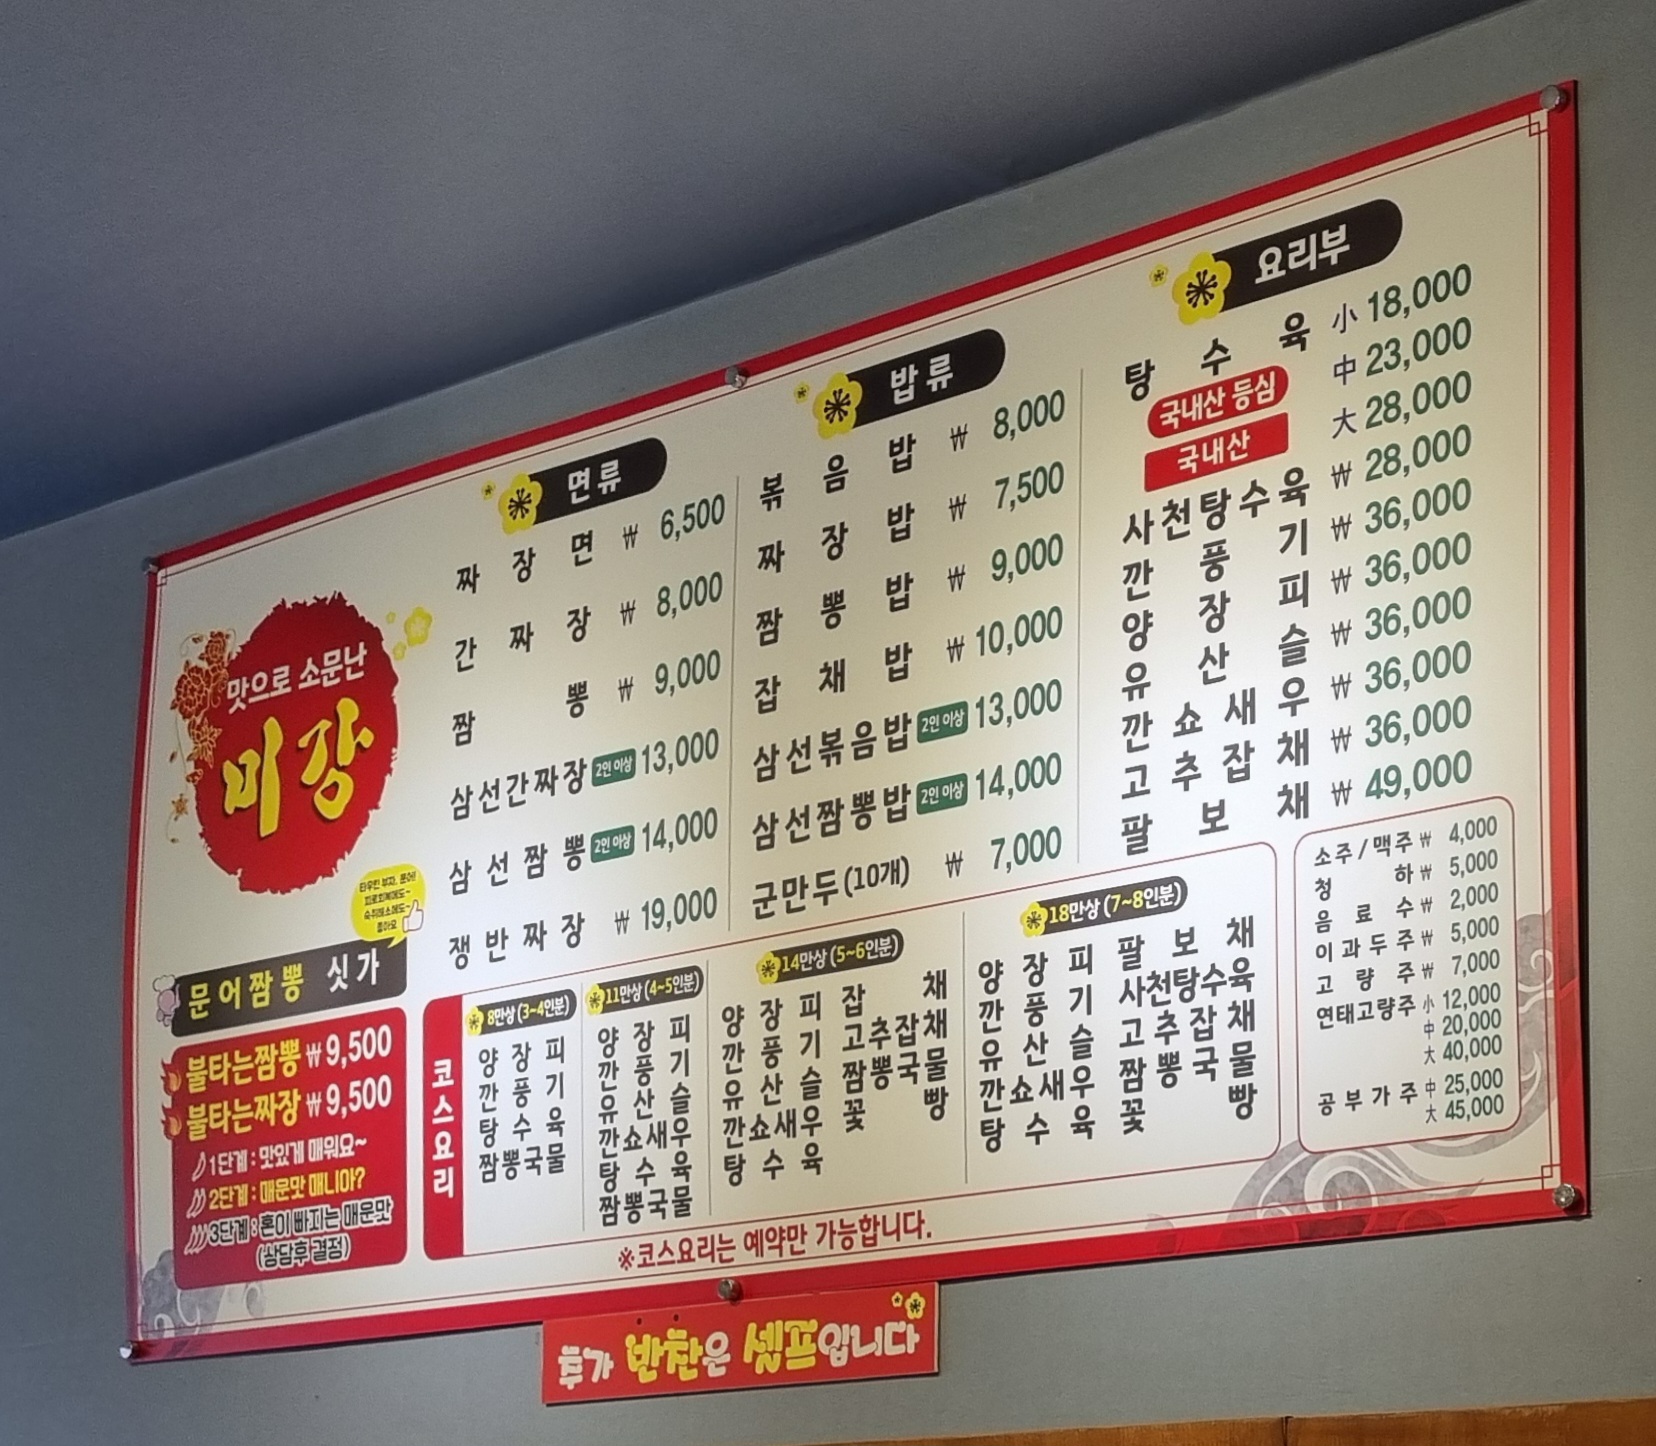 맛으로 소문난
미장
타우린 부자, 문어!
피로회복에도~
숙취해소에도~
좋아요
문어짬뽕 싯가
불타는짬뽕 ₩9,500
불타는짜장 ₩9,500
1단계 : 맛있게 매워요~
2단계 : 매운맛 매니아?
3단계 : 혼이 빠지는 매운맛
(상담후 결정)
면류
짜장면 ₩ 6,500
간짜장 ₩ 8,000
짬뽕 ₩ 9,000
삼선간짜장 2인 이상 13,000
삼선짬뽕 2인 이상 14,000
쟁반짜장 ₩ 19,000
밥류
볶음밥 ₩ 8,000
짜장밥 ₩ 7,500
짬뽕밥 ₩ 9,000
잡채밥 ₩ 10,000
삼선볶음밥 2인 이상 13,000
삼선짬뽕밥 2인 이상 14,000
군만두(10개) ₩ 7,000
요리부
탕수육 小 18,000
中 23,000
국내산 등심
大 28,000
국내산
사천탕수육 ₩ 28,000
깐풍기 ₩ 36,000
양장피 ₩ 36,000
유산슬 ₩ 36,000
깐쇼새우 ₩ 36,000
고추잡채 ₩ 36,000
팔보채 ₩ 49,000
코스요리
8만상 (3~4인분)
양장피
깐풍기
탕수육
짬뽕국물
11만상 (4~5인분)
양장피
깐풍기
유산슬
깐쇼새우
탕수육
짬뽕국물
14만상 (5~6인분)
양장피 잡채
깐풍기 고추잡채
유산슬 짬뽕국물
깐쇼새우 꽃빵
탕수육
18만상 (7~8인분)
양장피 팔보채
깐풍기 사천탕수육
유산슬 고추잡채
깐쇼새우 짬뽕국물
탕수육 꽃빵
소주/맥주 ₩ 4,000
청하 ₩ 5,000
음료수 ₩ 2,000
이과두주 ₩ 5,000
고량주 ₩ 7,000
연태고량주 小 12,000
中 20,000
大 40,000
공부가주 中 25,000
大 45,000
※코스요리는 예약만 가능합니다.
추가 반찬은 셀프입니다